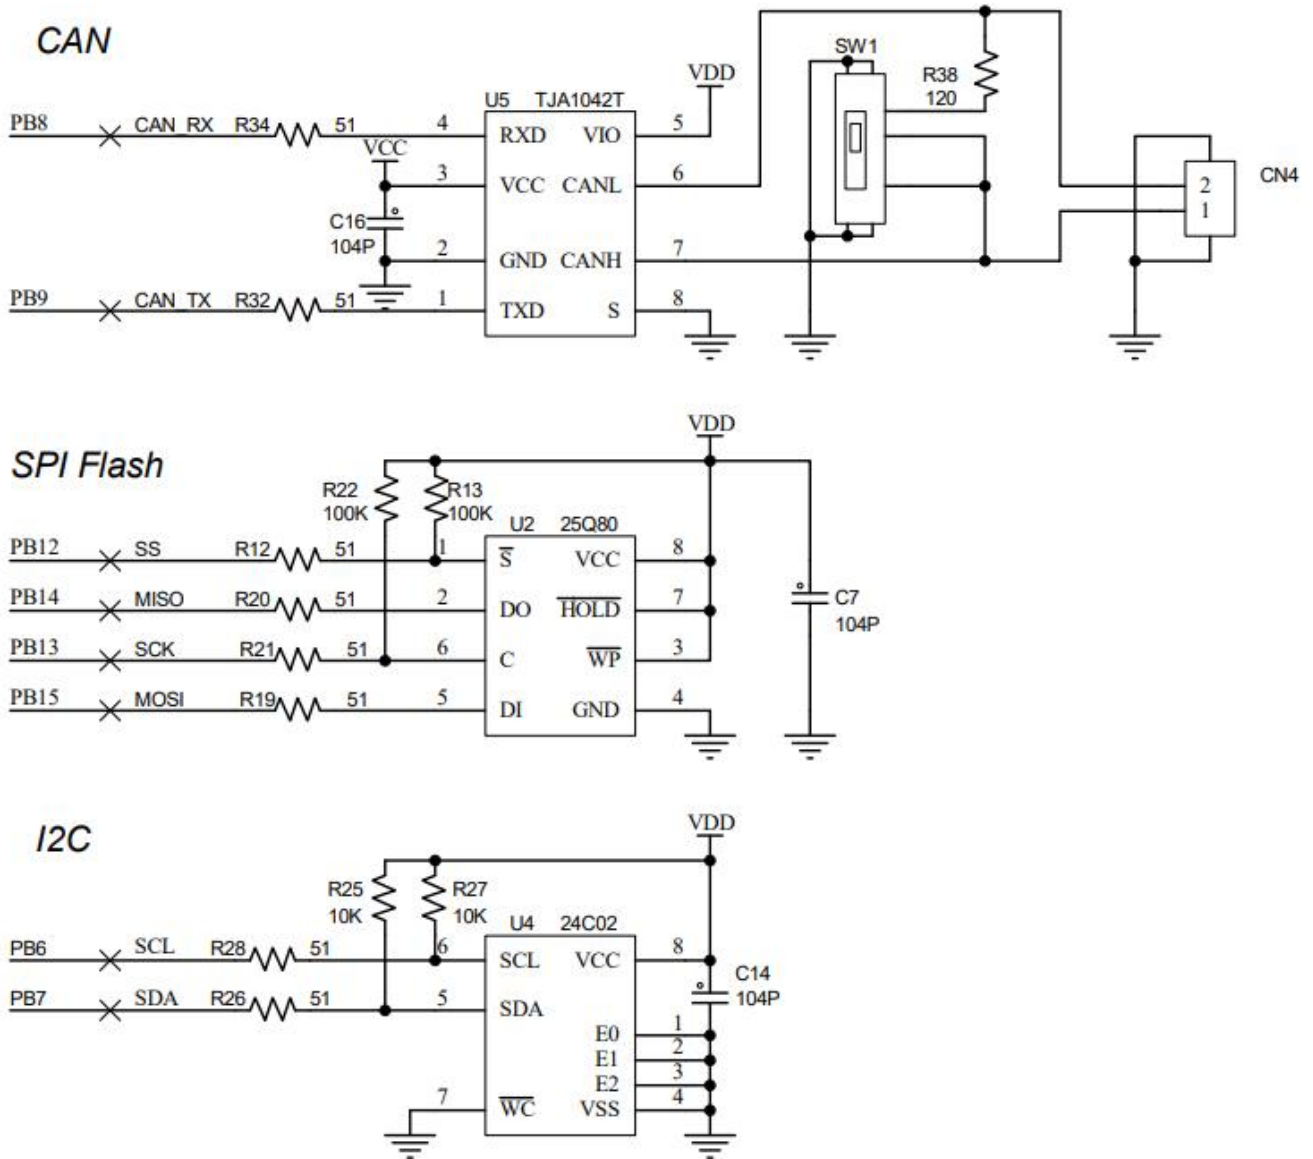 CAN
SW1
VDD
R38
120
U5 TJA1042T
PB8 CAN_RX R34 51 4 RXD VIO 5
VCC
3 VCC CANL 6
C16
104P
2 GND CANH 7
PB9 CAN_TX R32 51 1 TXD S 8
2
1
CN4
SPI Flash
VDD
R22
100K
R13
100K
U2 25Q80
PB12 SS R12 51 1 S VCC 8
PB14 MISO R20 51 2 DO HOLD 7
C7
104P
PB13 SCK R21 51 6 C WP 3
PB15 MOSI R19 51 5 DI GND 4
I2C
VDD
R25
10K
R27
10K
U4 24C02
PB6 SCL R28 51 6 SCL VCC 8
C14
104P
PB7 SDA R26 51 5 SDA
E0 1
E1 2
E2 3
7 WC VSS 4